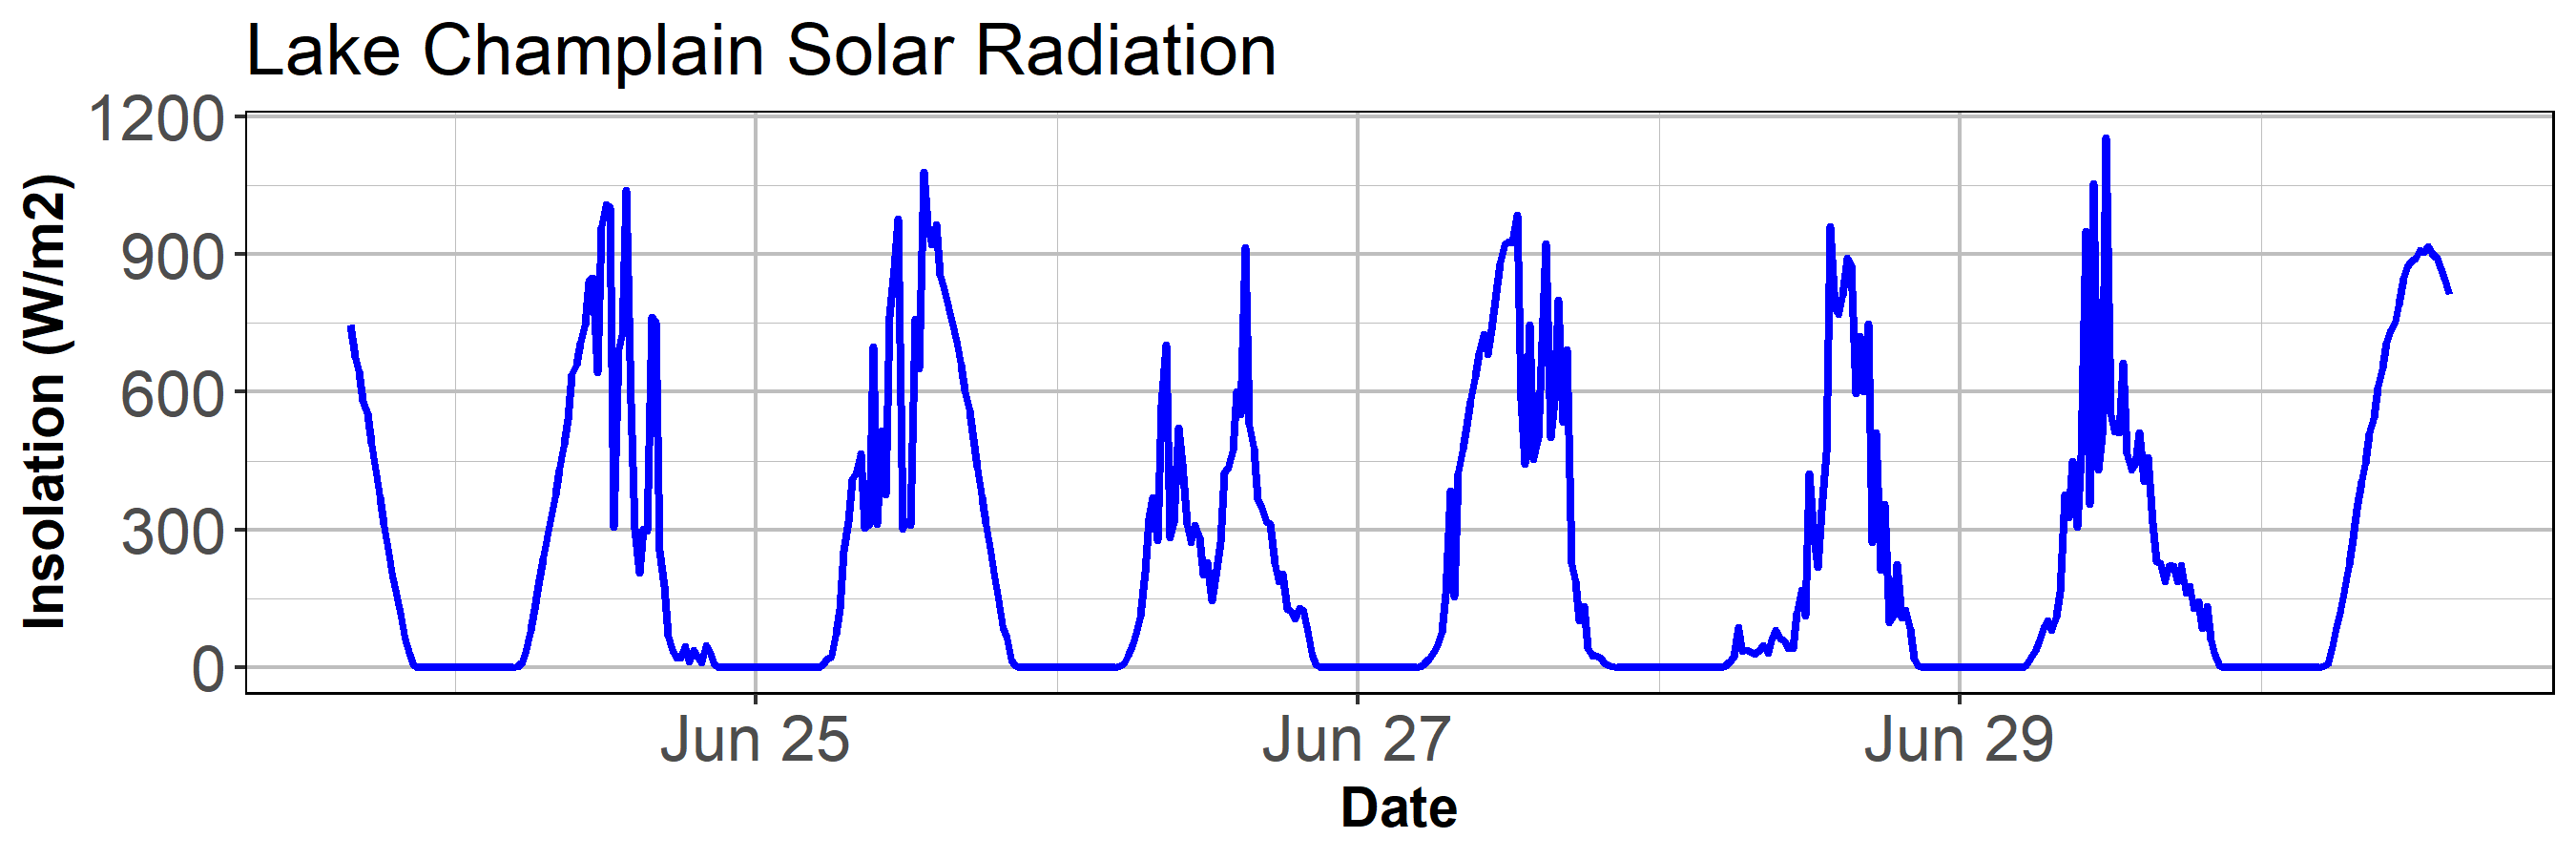 Lake Champlain Solar Radiation
1200
900
600
300
0
Insolation (W/m2)
Jun 25 Jun 27 Jun 29
Date